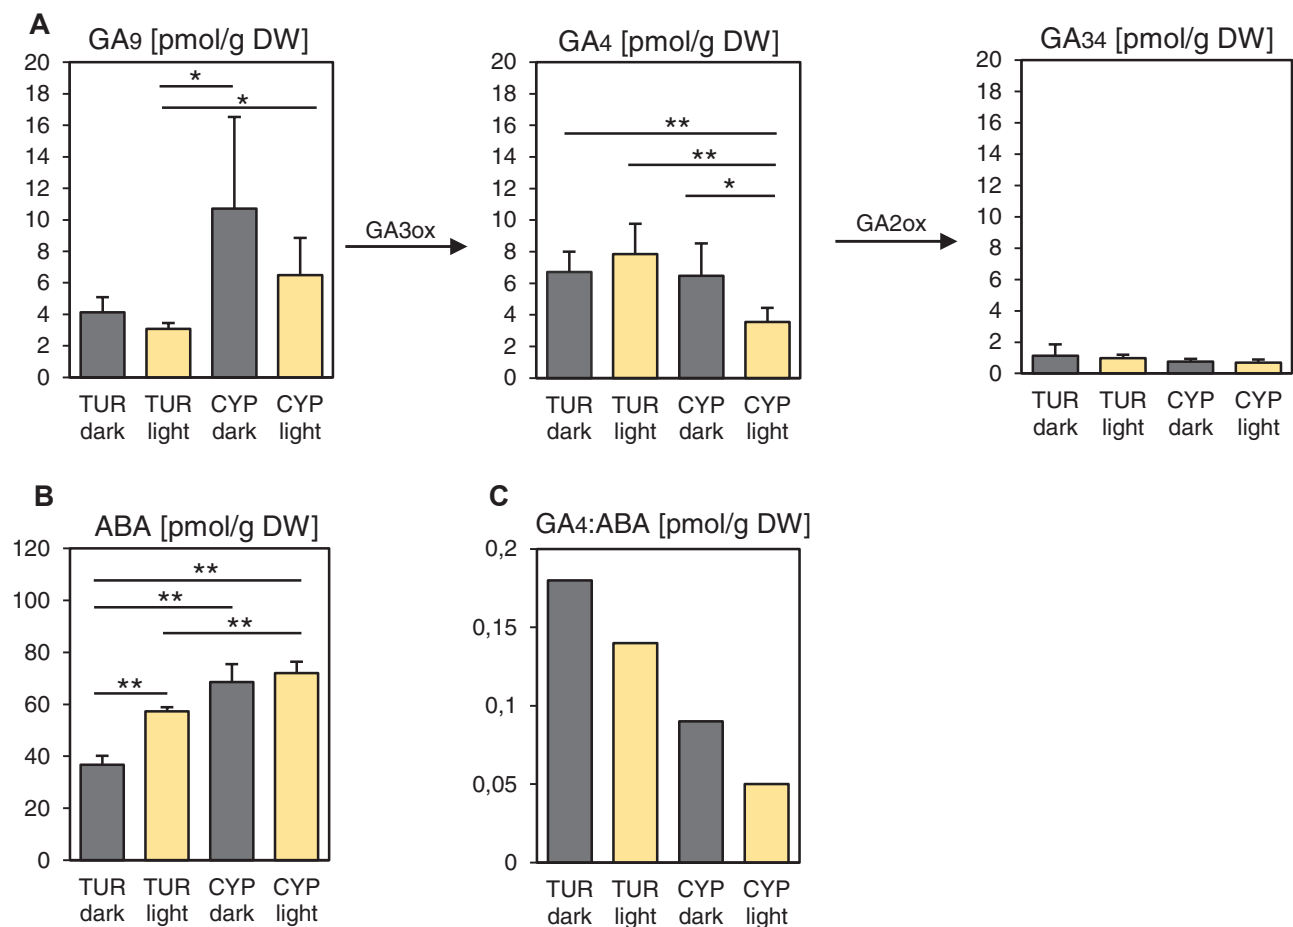 A
GA9 [pmol/g DW]
20
18
16
14
12
10
8
6
4
2
0
*
*
TUR dark
TUR light
CYP dark
CYP light
GA3ox
GA4 [pmol/g DW]
20
18
16
14
12
10
8
6
4
2
0
**
**
*
TUR dark
TUR light
CYP dark
CYP light
GA2ox
GA34 [pmol/g DW]
20
18
16
14
12
10
8
6
4
2
0
TUR dark
TUR light
CYP dark
CYP light
B
ABA [pmol/g DW]
120
100
80
60
40
20
0
**
**
**
**
TUR dark
TUR light
CYP dark
CYP light
C
GA4:ABA [pmol/g DW]
0,2
0,15
0,1
0,05
0
TUR dark
TUR light
CYP dark
CYP light